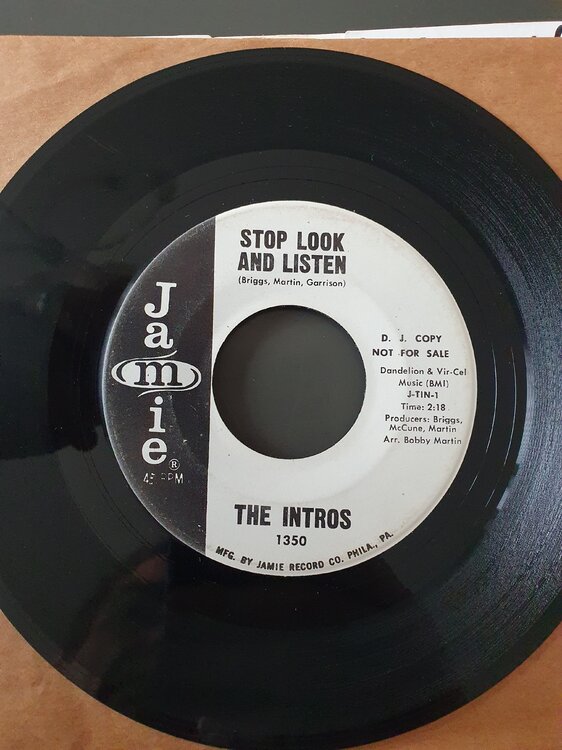 STOP LOOK
AND LISTEN
(Briggs, Martin, Garrison)
Jamie®
45 RPM
D. J. COPY
NOT FOR SALE
Dandelion & Vir-Cel
Music (BMI)
J-TIN-1
Time: 2:18
Producers: Briggs,
McCune, Martin
Arr. Bobby Martin
THE INTROS
1350
MFG. BY JAMIE RECORD CO. PHILA., PA.